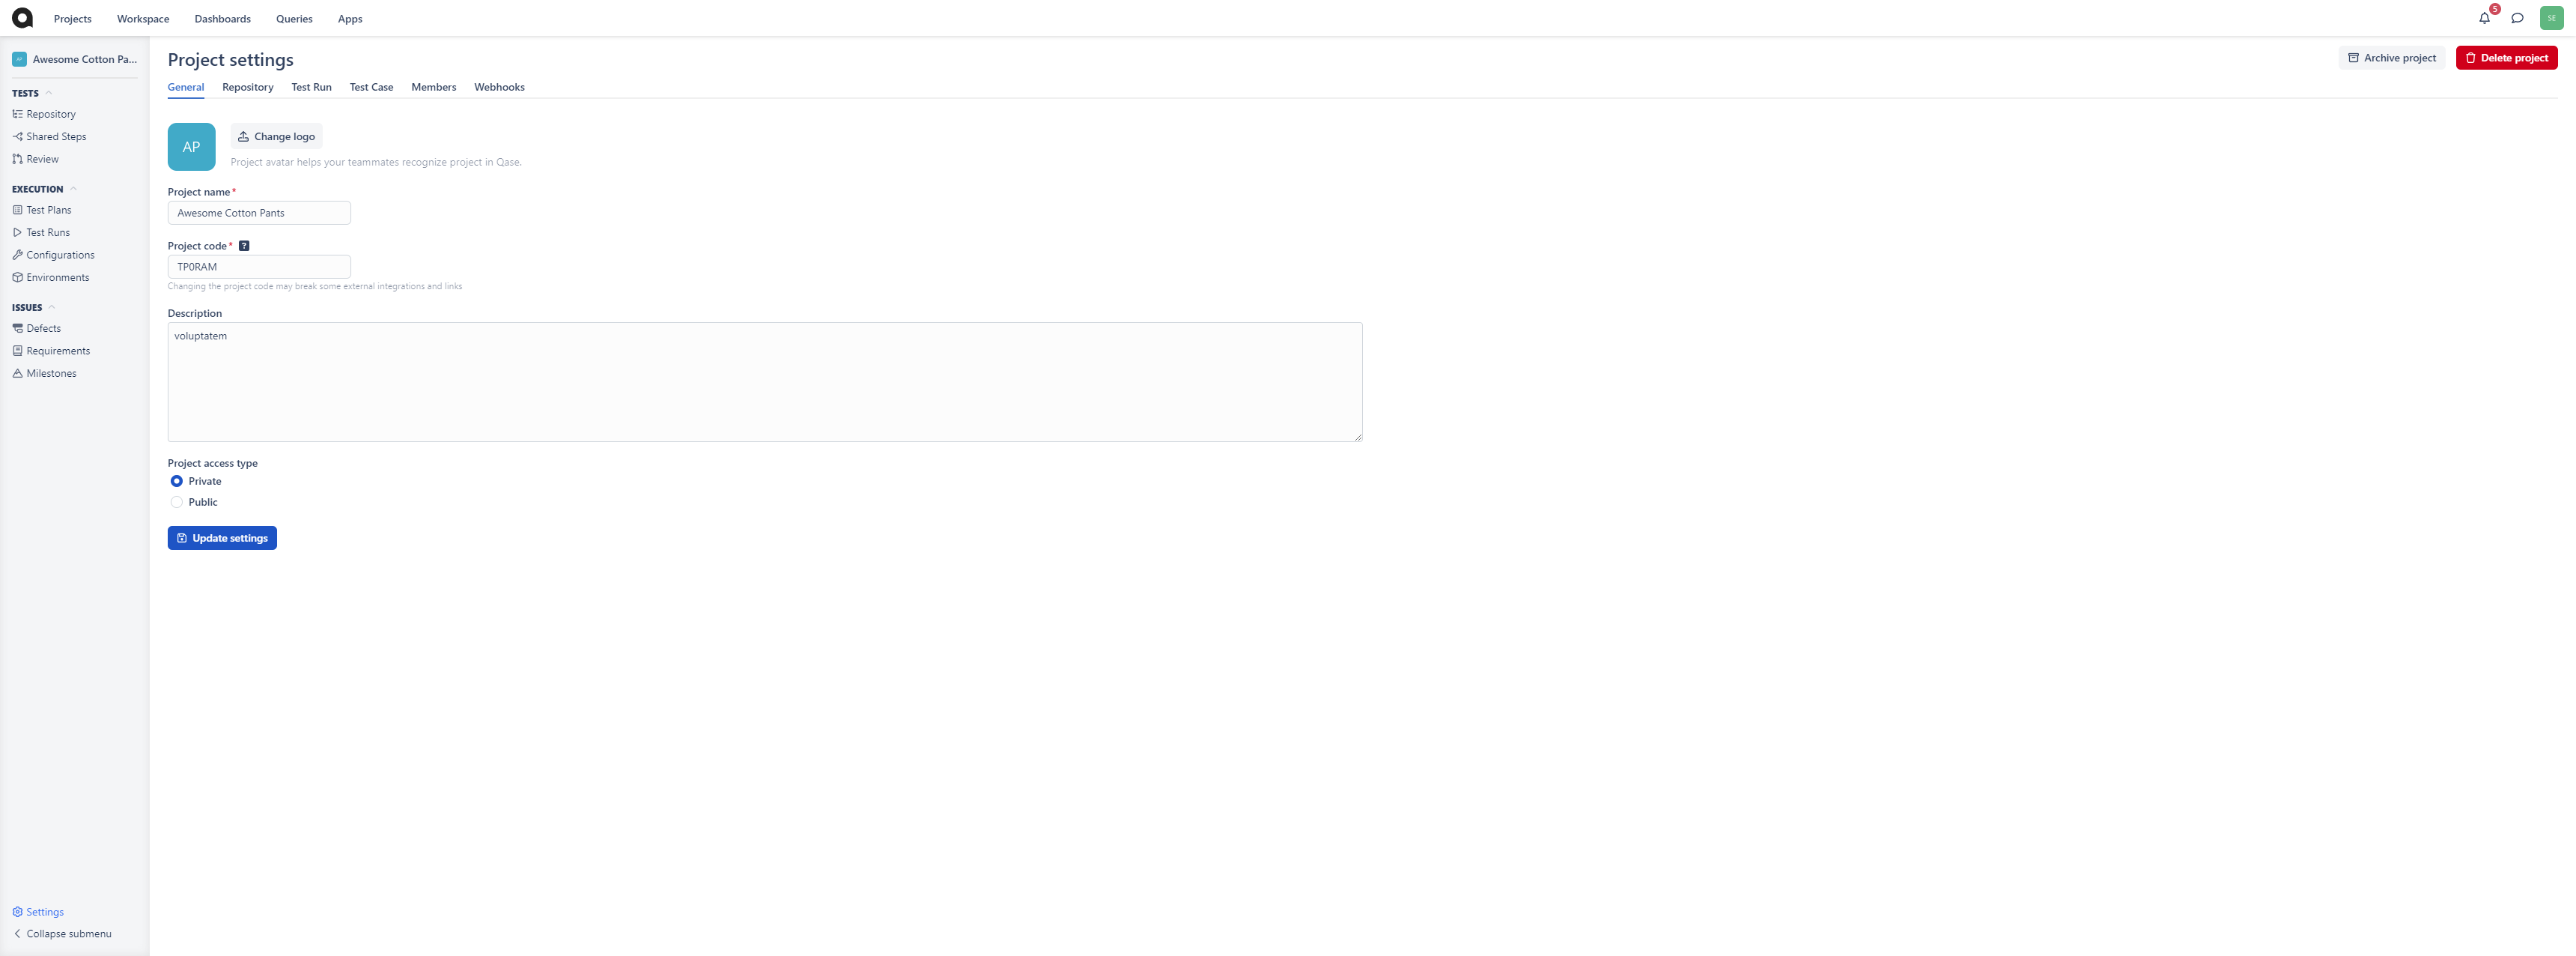 Projects Workspace Dashboards Queries Apps 5 SE
AP Awesome Cotton Pa...
TESTS
Repository
Shared Steps
Review
EXECUTION
Test Plans
Test Runs
Configurations
Environments
ISSUES
Defects
Requirements
Milestones
Settings
Collapse submenu
Project settings
Archive project Delete project
General Repository Test Run Test Case Members Webhooks
AP
Change logo
Project avatar helps your teammates recognize project in Qase.
Project name*
Awesome Cotton Pants
Project code* ?
TP0RAM
Changing the project code may break some external integrations and links
Description
voluptatem
Project access type
Private
Public
Update settings